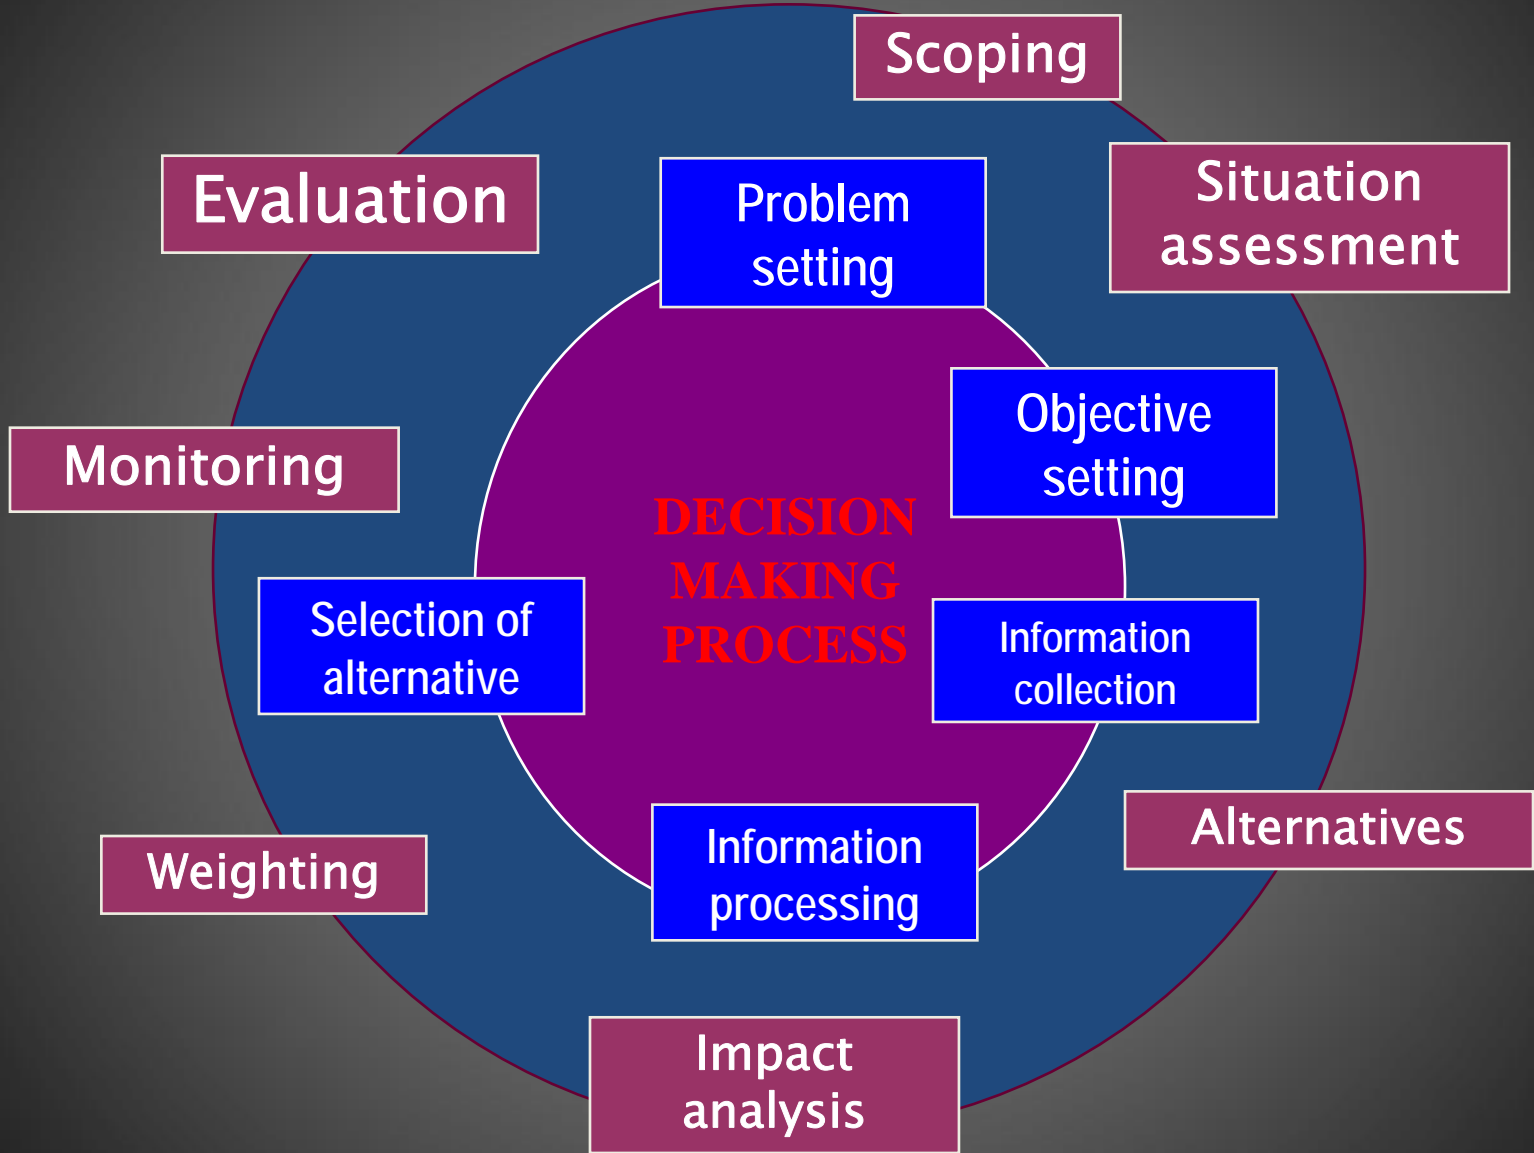 Scoping
Situation
assessment
Evaluation
Problem
setting
Objective
setting
Monitoring
DECISION
MAKING
PROCESS
Selection of
alternative
Information
collection
Alternatives
Information
processing
Weighting
Impact
analysis